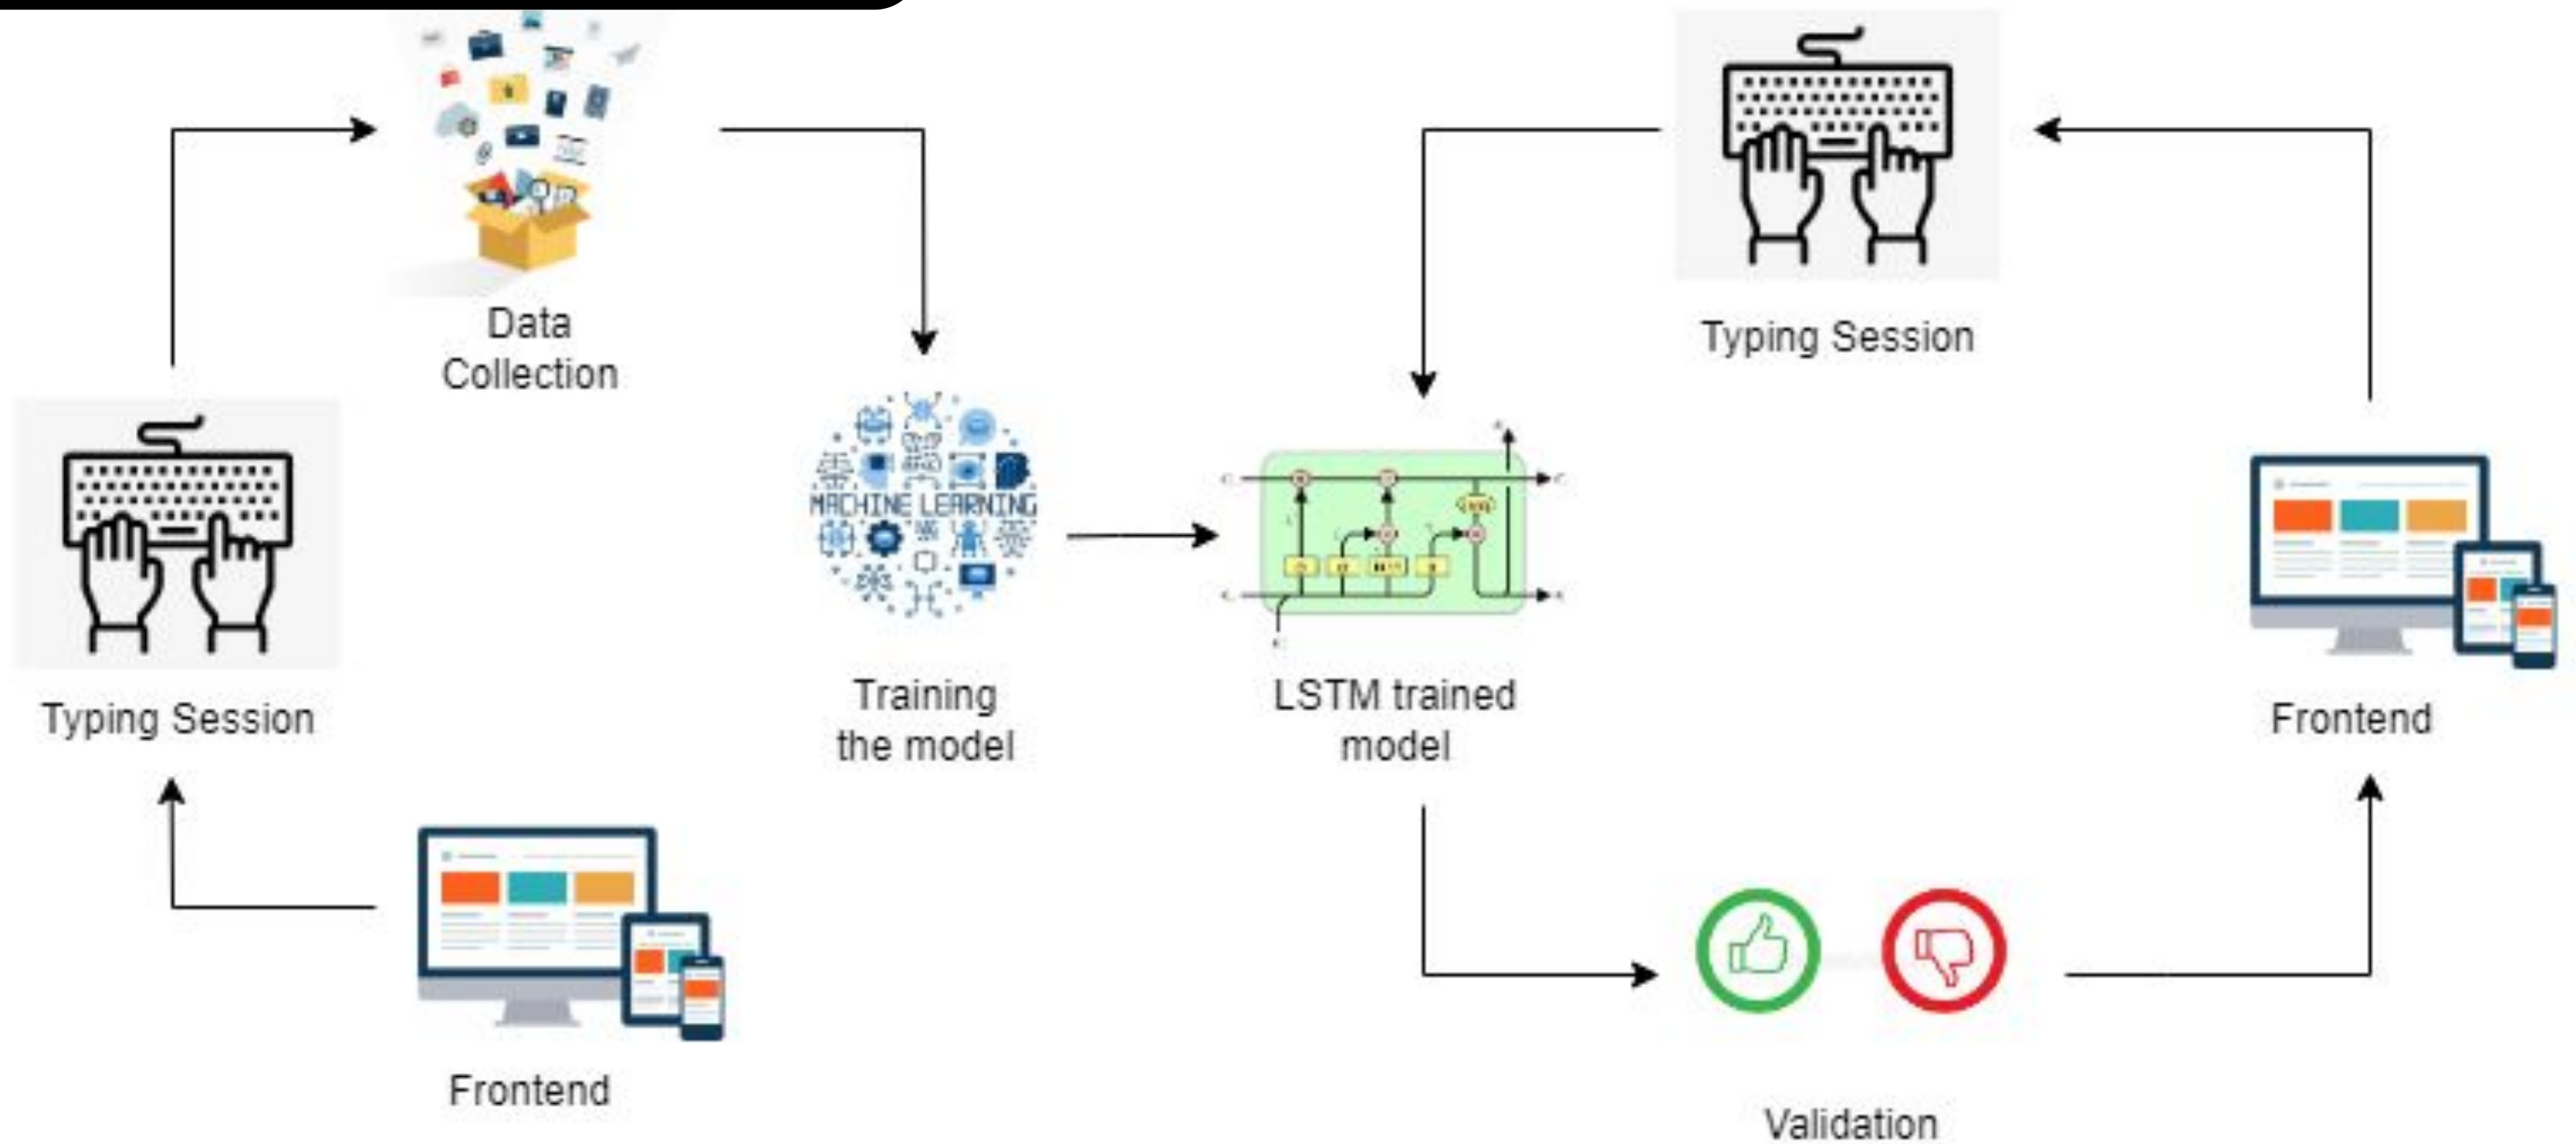 Data
Collection
Typing Session
MACHINE LEARNING
Typing Session
Training
the model
LSTM trained
model
Frontend
Frontend
Validation